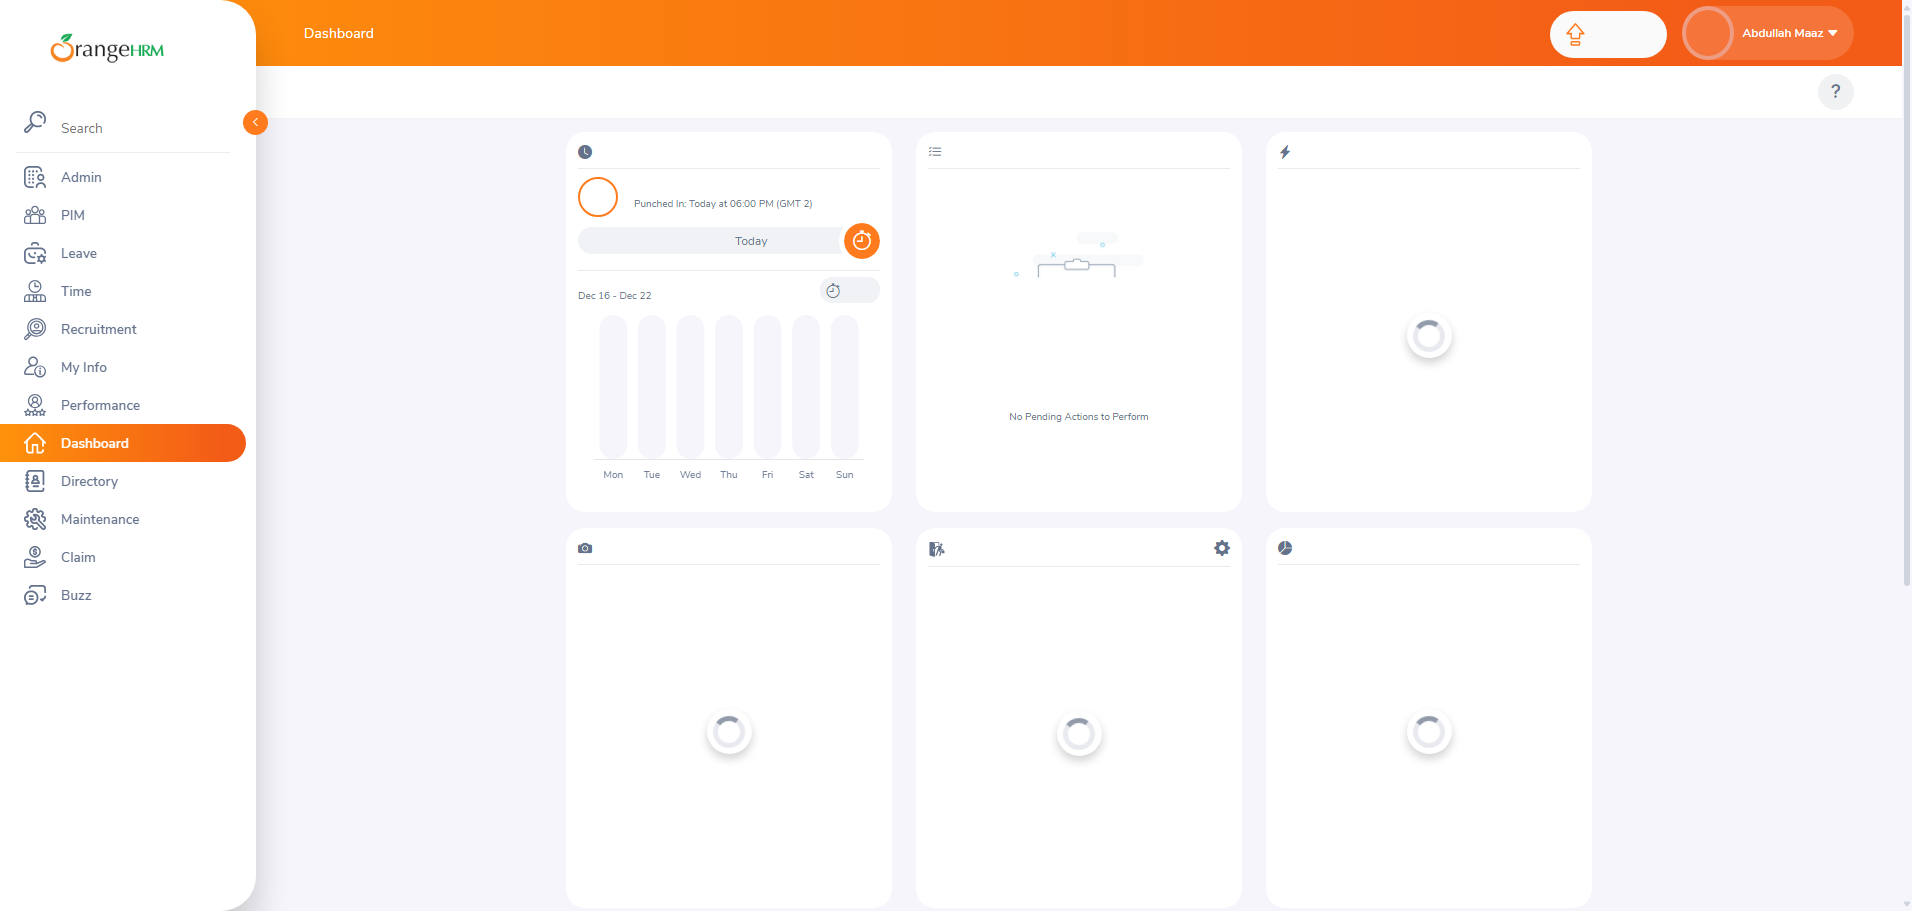 OrangeHRM
Search
Admin
PIM
Leave
Time
Recruitment
My Info
Performance
Dashboard
Directory
Maintenance
Claim
Buzz
Dashboard
Abdullah Maaz
?
Punched In: Today at 06:00 PM (GMT 2)
Today
Dec 16 - Dec 22
Mon Tue Wed Thu Fri Sat Sun
No Pending Actions to Perform